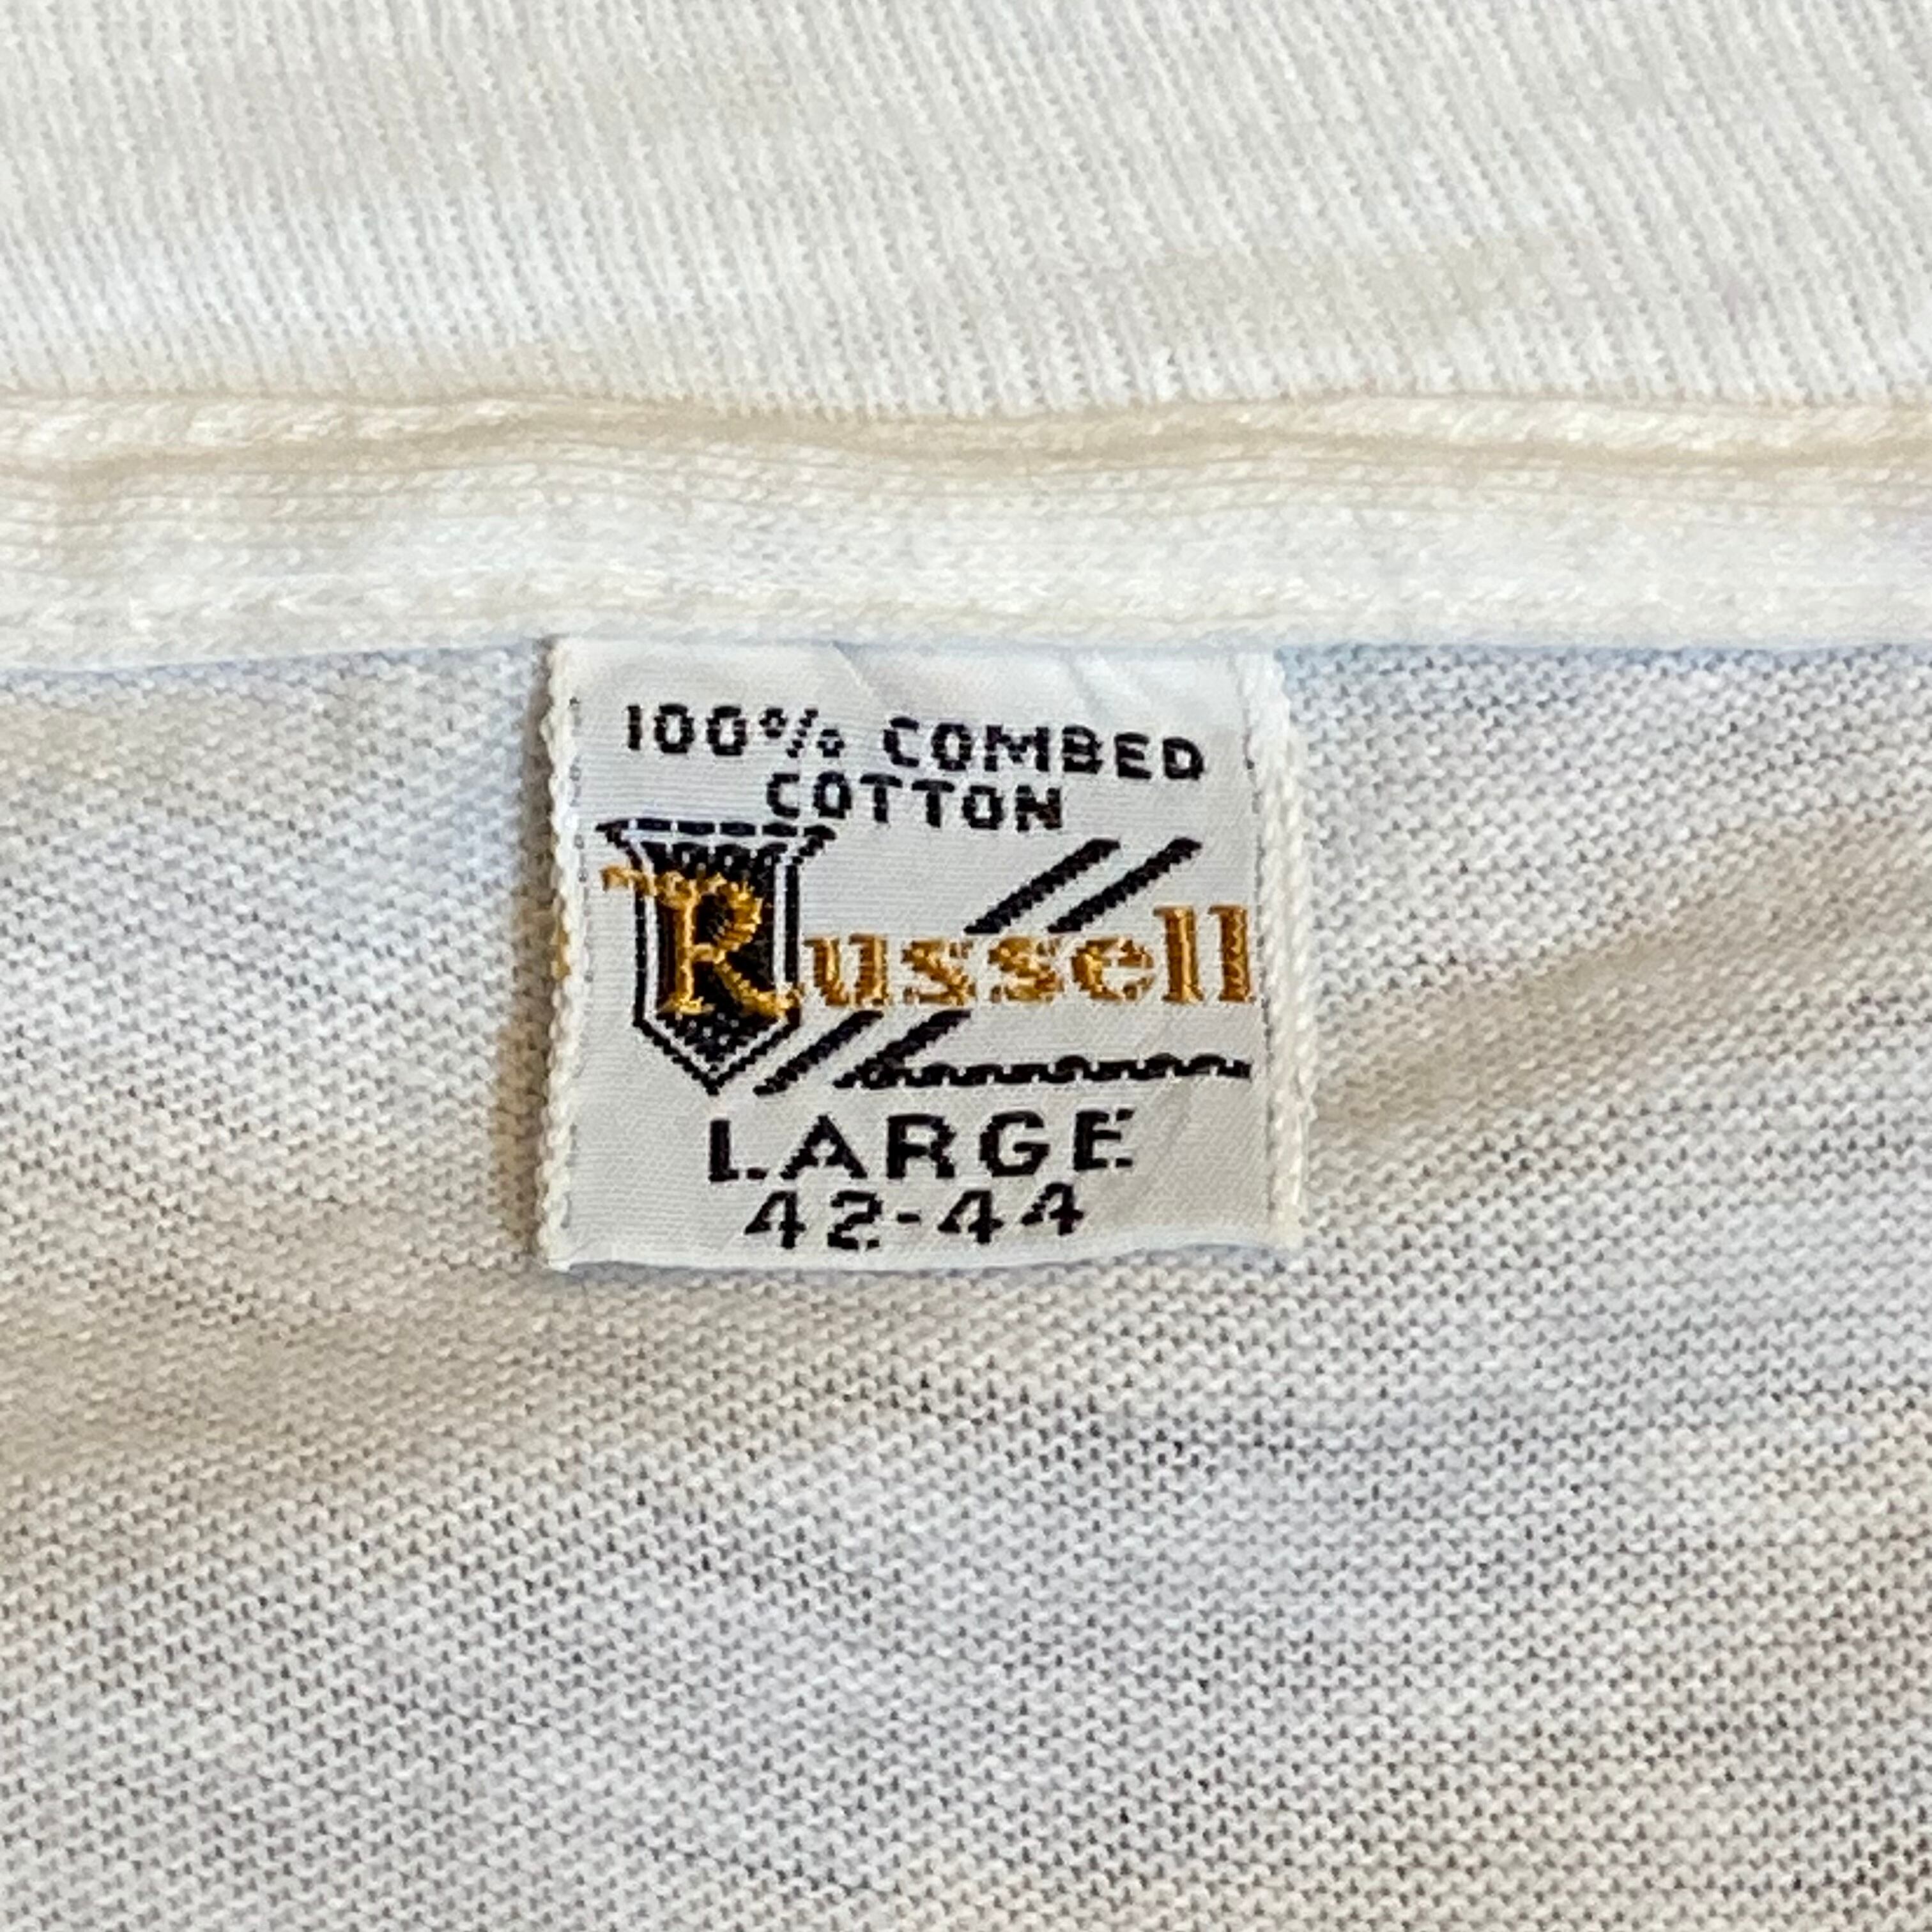 100% COMBED
COTTON
Russell
LARGE
42-44